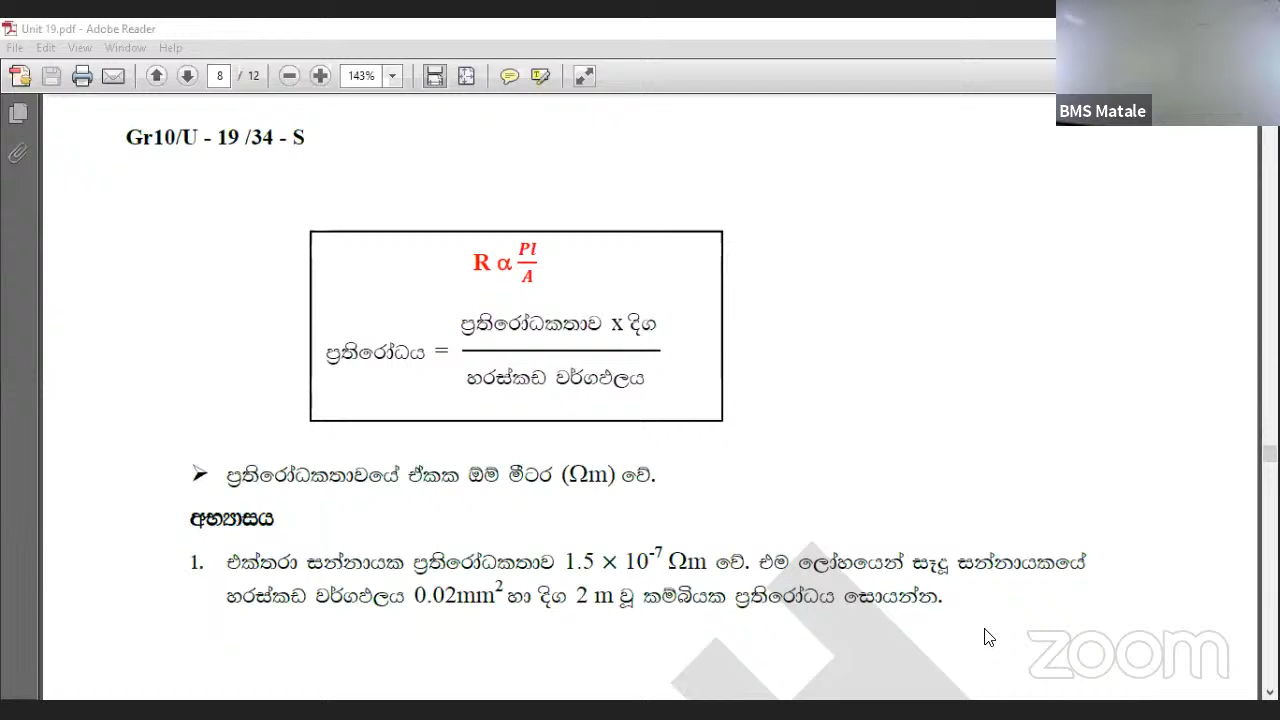 Unit 19.pdf - Adobe Reader
File Edit View Window Help
8 / 12 143%
BMS Matale
Gr10/U - 19 /34 - S
R α Pl/A
ප්‍රතිරෝධකතාව x දිග
ප්‍රතිරෝධය =
හරස්කඩ වර්ගඵලය
➢ ප්‍රතිරෝධකතාවයේ ඒකක ඕම් මීටර (Ωm) වේ.
අභ්‍යාසය
1. එක්තරා සන්නායක ප්‍රතිරෝධකතාව 1.5 × 10⁻⁷ Ωm වේ. එම ලෝහයෙන් සෑදූ සන්නායකයේ
හරස්කඩ වර්ගඵලය 0.02mm² හා දිග 2 m වූ කම්බියක ප්‍රතිරෝධය සොයන්න.
zoom